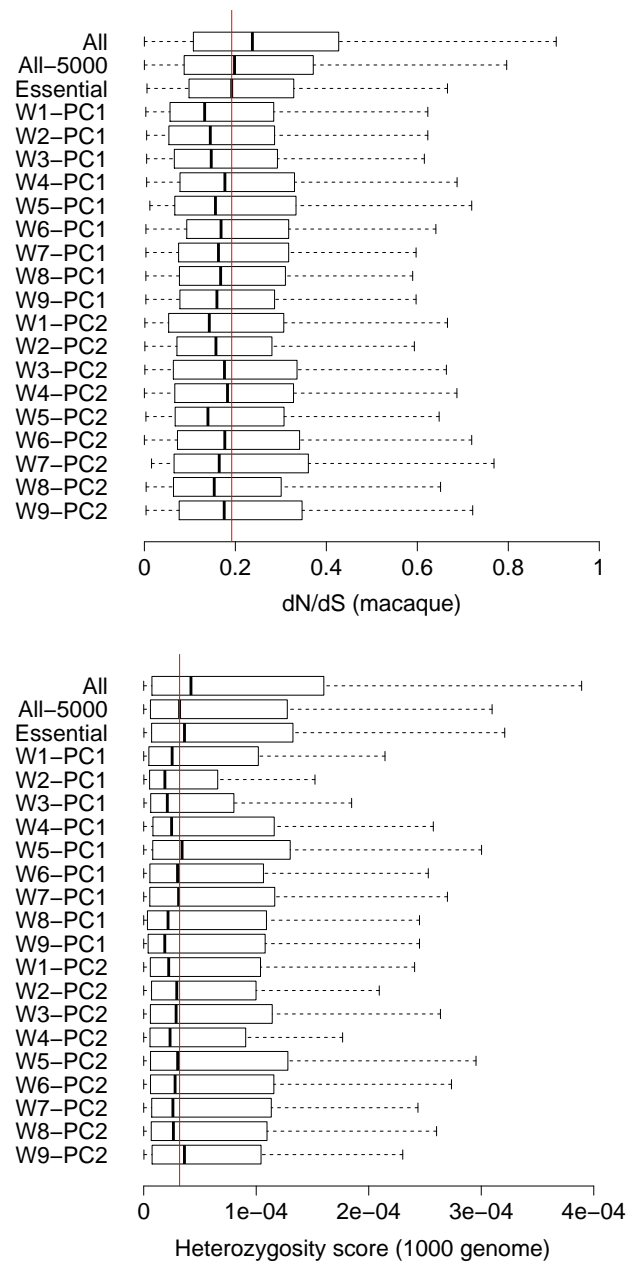 All
All−5000
Essential
W1−PC1
W2−PC1
W3−PC1
W4−PC1
W5−PC1
W6−PC1
W7−PC1
W8−PC1
W9−PC1
W1−PC2
W2−PC2
W3−PC2
W4−PC2
W5−PC2
W6−PC2
W7−PC2
W8−PC2
W9−PC2
0 0.2 0.4 0.6 0.8 1
dN/dS (macaque)
All
All−5000
Essential
W1−PC1
W2−PC1
W3−PC1
W4−PC1
W5−PC1
W6−PC1
W7−PC1
W8−PC1
W9−PC1
W1−PC2
W2−PC2
W3−PC2
W4−PC2
W5−PC2
W6−PC2
W7−PC2
W8−PC2
W9−PC2
0 1e−04 2e−04 3e−04 4e−04
Heterozygosity score (1000 genome)